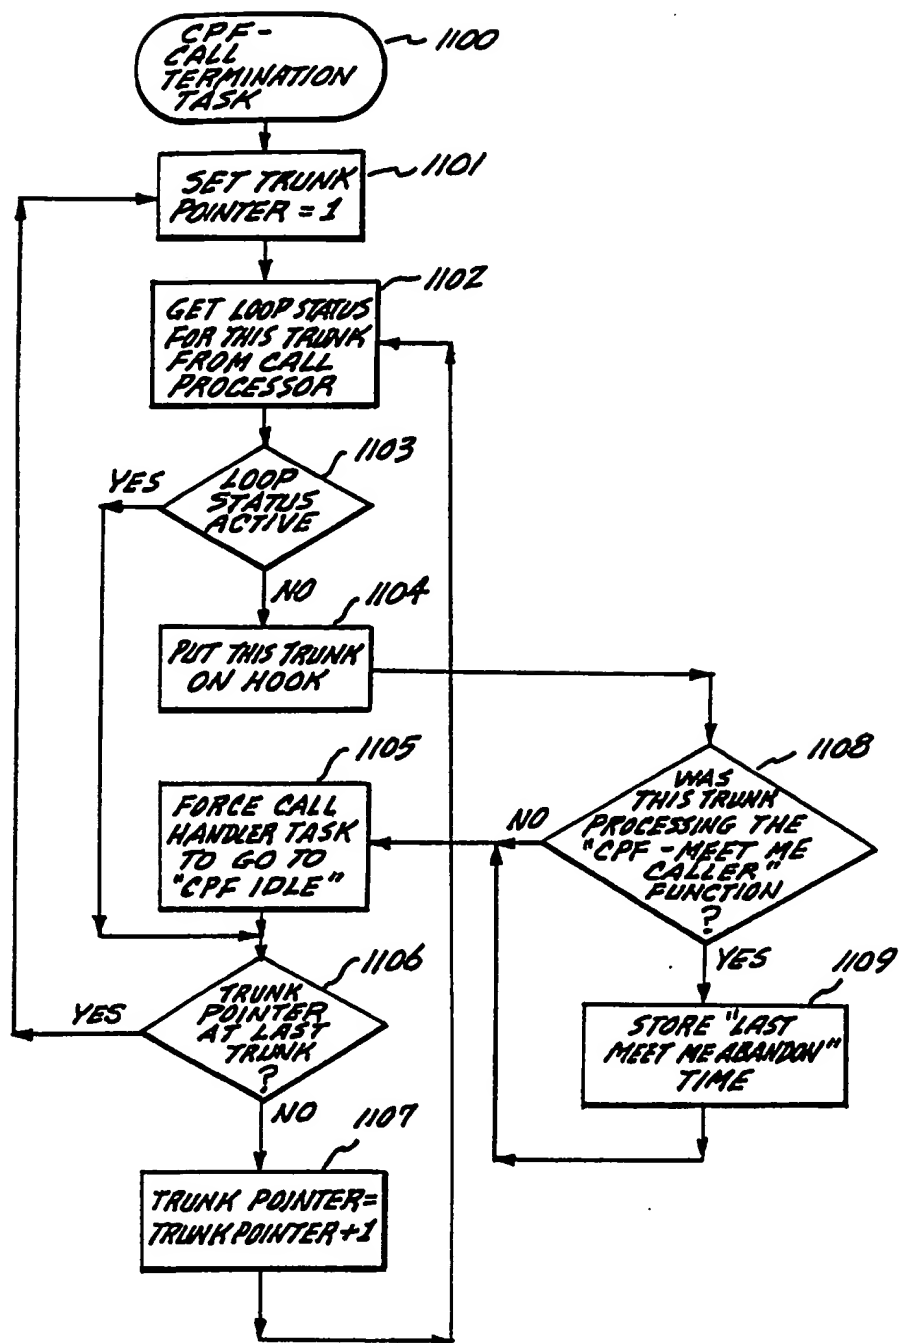 CPF-
CALL
TERMINATION
TASK
1100
SET TRUNK
POINTER = 1
1101
GET LOOP STATUS
FOR THIS TRUNK
FROM CALL
PROCESSOR
1102
LOOP
STATUS
ACTIVE
1103
YES
NO
PUT THIS TRUNK
ON HOOK
1104
WAS
THIS TRUNK
PROCESSING THE
"CPF-MEET ME
CALLER"
FUNCTION
?
1108
NO
YES
FORCE CALL
HANDLER TASK
TO GO TO
"CPF IDLE"
1105
STORE "LAST
MEET ME ABANDON"
TIME
1109
TRUNK
POINTER
AT LAST
TRUNK
?
1106
YES
NO
TRUNK POINTER=
TRUNK POINTER+1
1107